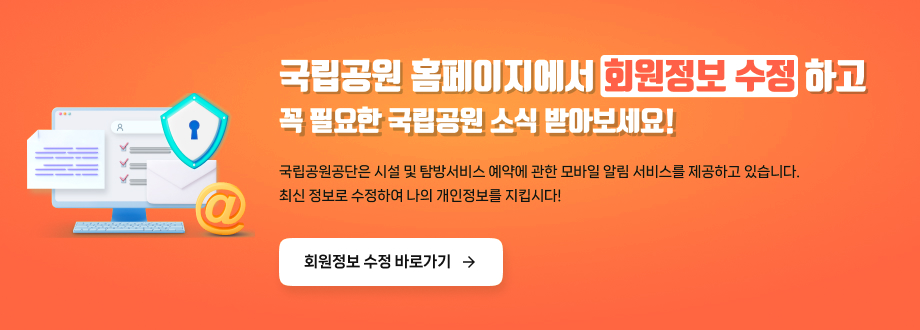 국립공원 홈페이지에서 회원정보 수정 하고
꼭 필요한 국립공원 소식 받아보세요!
국립공원공단은 시설 및 탐방서비스 예약에 관한 모바일 알림 서비스를 제공하고 있습니다.
최신 정보로 수정하여 나의 개인정보를 지킵시다!
회원정보 수정 바로가기 →
@